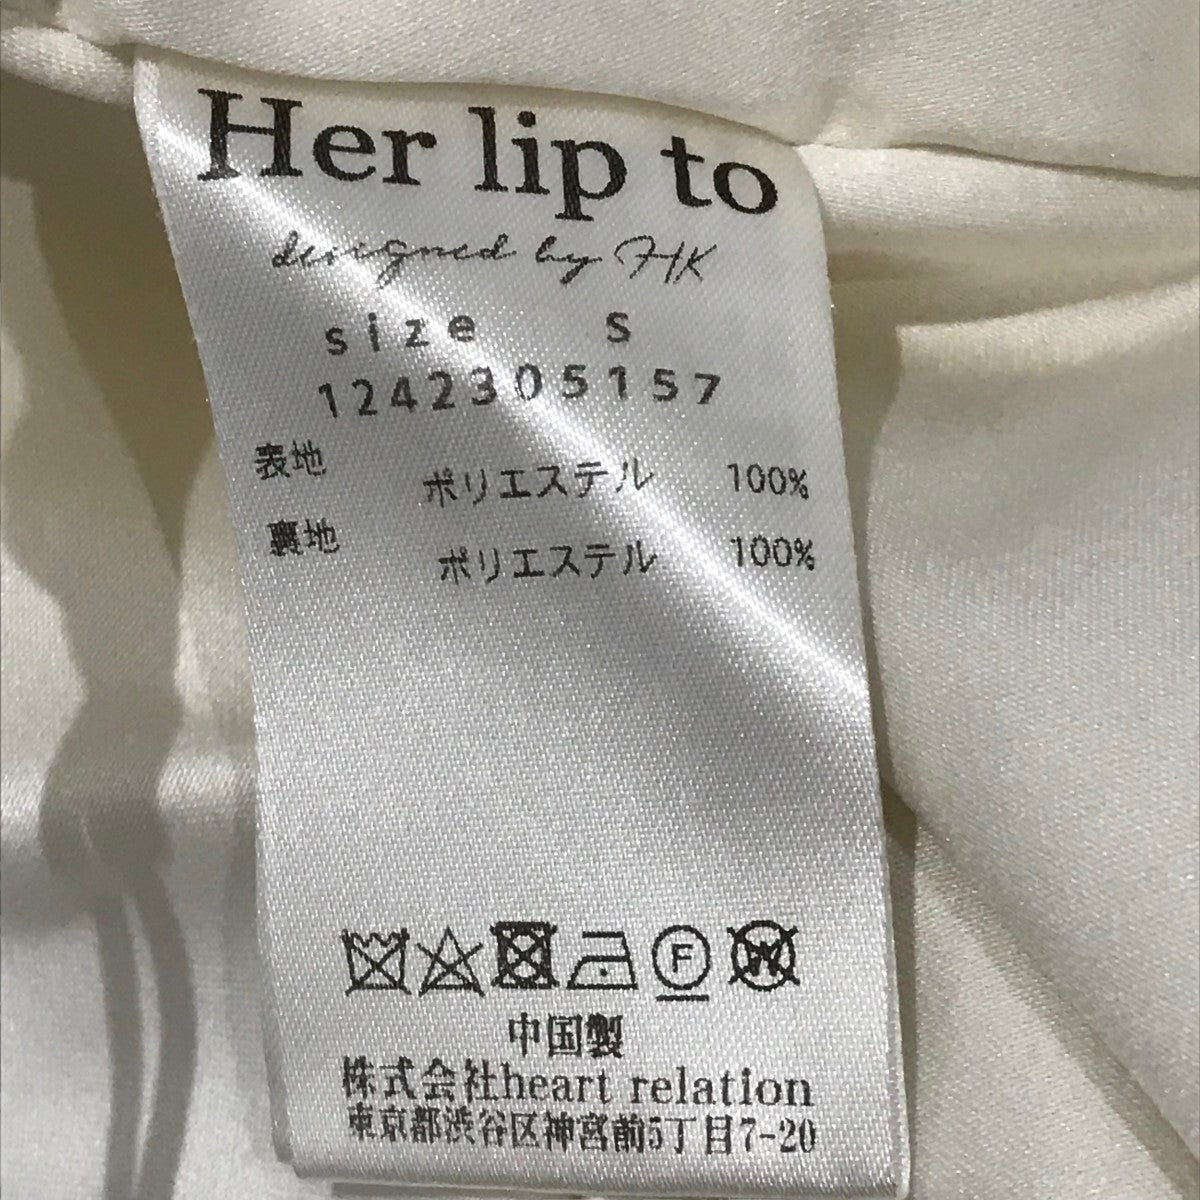 Her lip to
designed by HK
size S
1242305157
表地
ポリエステル 100%
裏地
ポリエステル 100%
F W
中国製
株式会社heart relation
東京都渋谷区神宮前5丁目7-20